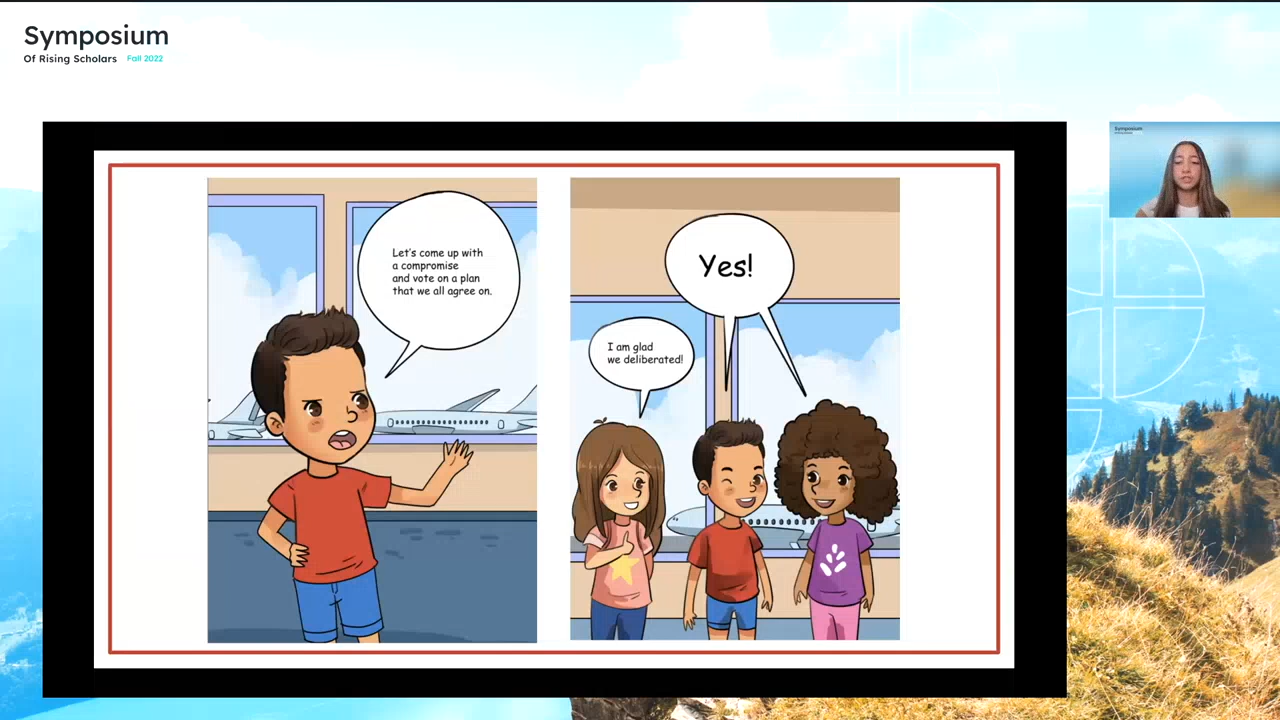 Symposium
Of Rising Scholars Fall 2022
Let's come up with
a compromise
and vote on a plan
that we all agree on.
Yes!
I am glad
we deliberated!
Symposium